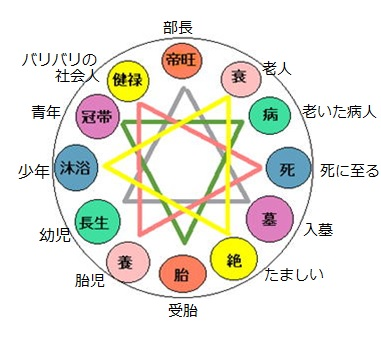 部長
帝旺
バリバリの
社会人
健禄
衰
老人
青年
冠帯
病
老いた病人
少年
沐浴
死
死に至る
幼児
長生
墓
入墓
胎児
養
胎
受胎
絶
たましい